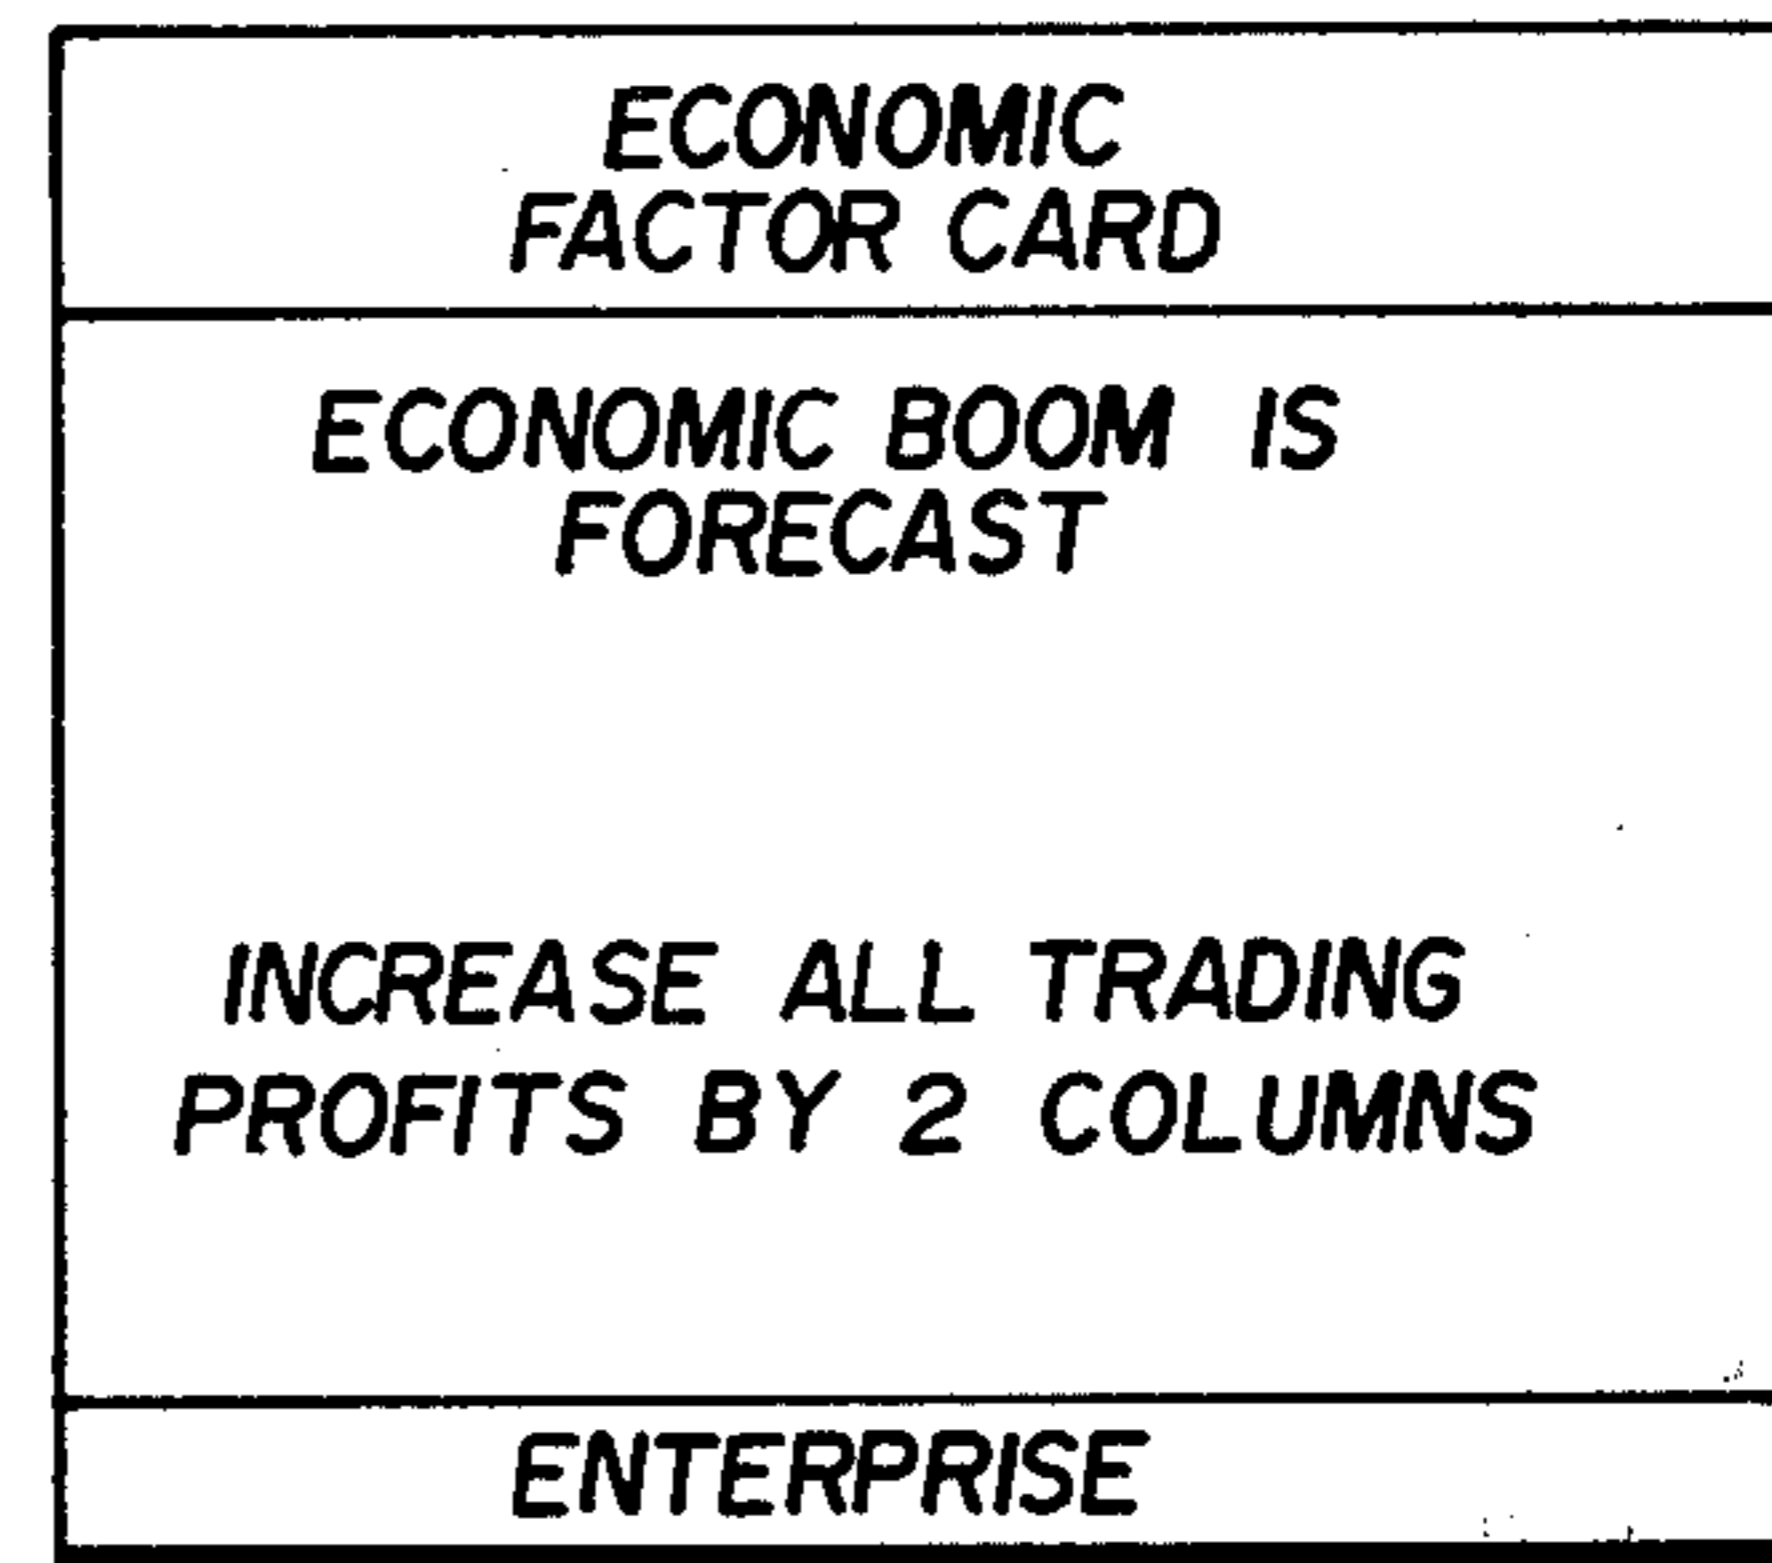 ECONOMIC
FACTOR CARD
ECONOMIC BOOM IS
FORECAST
INCREASE ALL TRADING
PROFITS BY 2 COLUMNS
ENTERPRISE